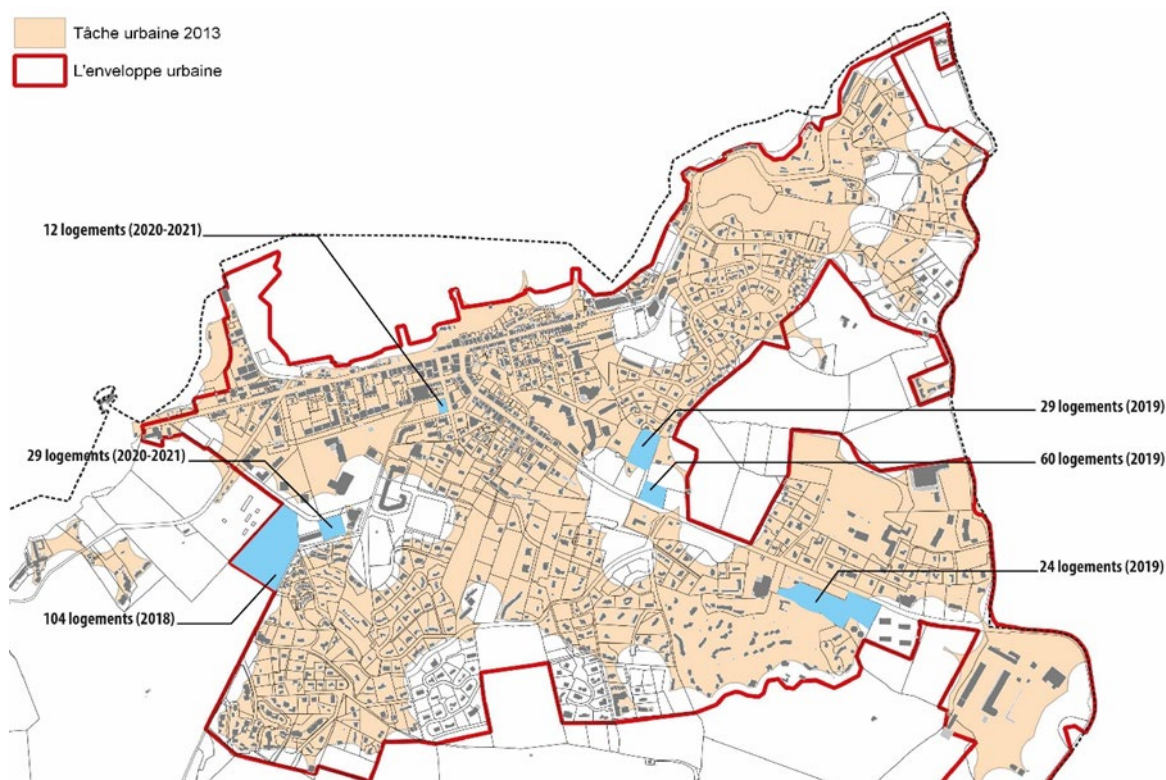 Tâche urbaine 2013
L'enveloppe urbaine
12 logements (2020-2021)
29 logements (2019)
29 logements (2020-2021)
60 logements (2019)
24 logements (2019)
104 logements (2018)